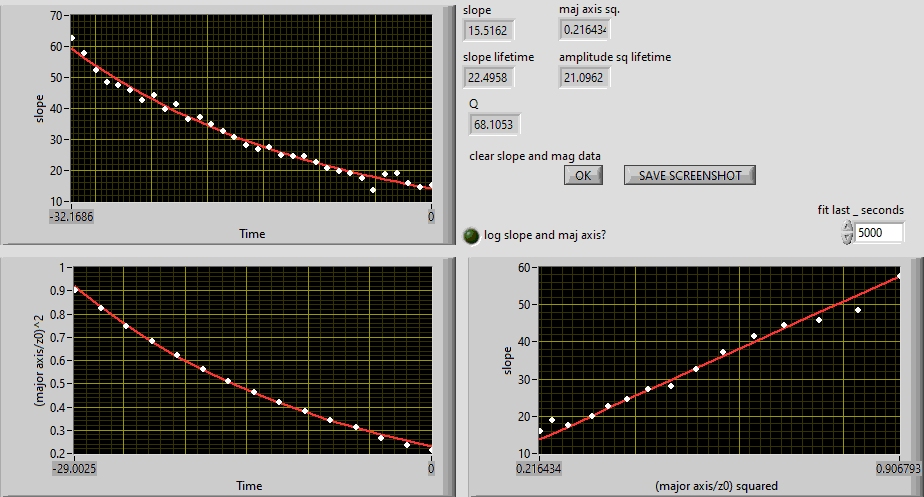 70
60
50
40
30
20
10
slope
-32.1686
0
Time
slope
maj axis sq.
15.5162
0.216434
slope lifetime
amplitude sq lifetime
22.4958
21.0962
Q
68.1053
clear slope and mag data
OK
SAVE SCREENSHOT
fit last _ seconds
5000
log slope and maj axis?
1
0.9
0.8
0.7
0.6
0.5
0.4
0.3
0.2
(major axis/z0)^2
-29.0025
0
Time
60
50
40
30
20
10
slope
0.216434
0.906793
(major axis/z0) squared